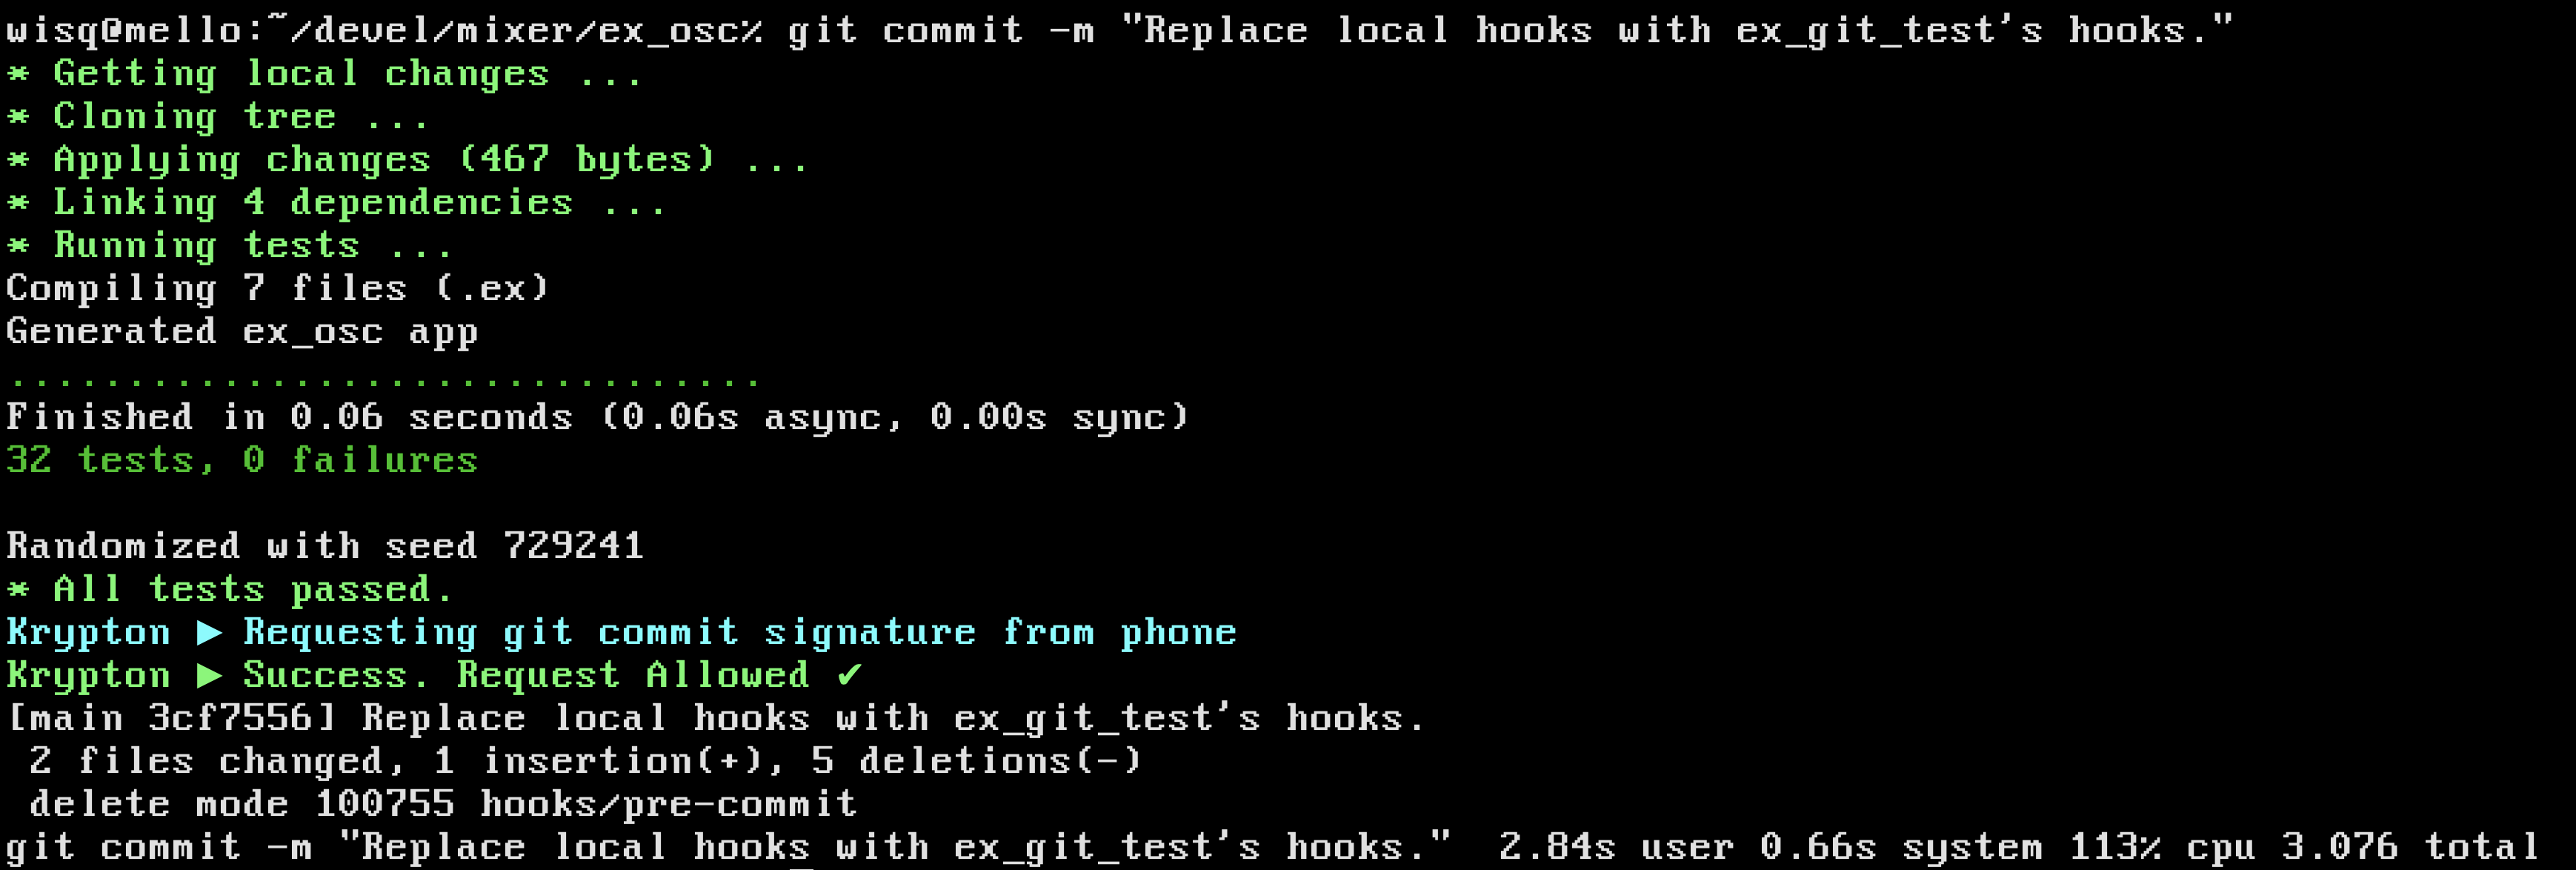 wisq@mello:~/devel/mixer/ex_osc% git commit -m "Replace local hooks with ex_git_test's hooks."
* Getting local changes ...
* Cloning tree ...
* Applying changes (467 bytes) ...
* Linking 4 dependencies ...
* Running tests ...
Compiling 7 files (.ex)
Generated ex_osc app
................................
Finished in 0.06 seconds (0.06s async, 0.00s sync)
32 tests, 0 failures
Randomized with seed 729241
* All tests passed.
Krypton ▶ Requesting git commit signature from phone
Krypton ▶ Success. Request Allowed ✔
[main 3cf7556] Replace local hooks with ex_git_test's hooks.
 2 files changed, 1 insertion(+), 5 deletions(-)
 delete mode 100755 hooks/pre-commit
git commit -m "Replace local hooks with ex_git_test's hooks."  2.84s user 0.66s system 113% cpu 3.076 total